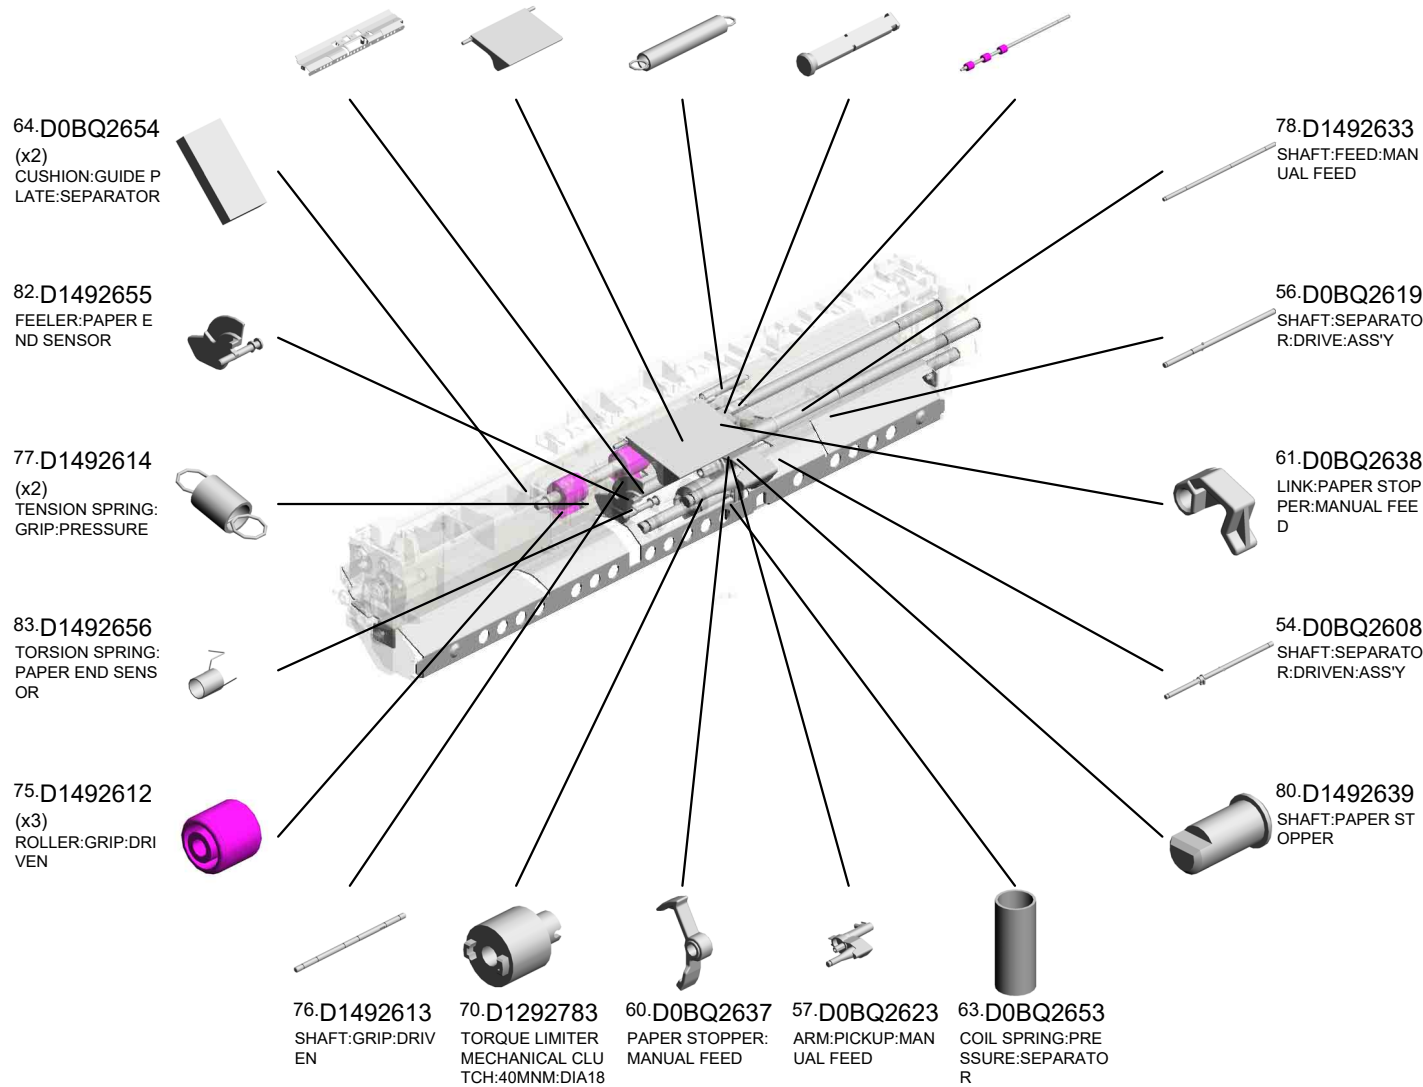 64.D0BQ2654
(x2)
CUSHION:GUIDE P
LATE:SEPARATOR
82.D1492655
FEELER:PAPER E
ND SENSOR
77.D1492614
(x2)
TENSION SPRING:
GRIP:PRESSURE
83.D1492656
TORSION SPRING:
PAPER END SENS
OR
75.D1492612
(x3)
ROLLER:GRIP:DRI
VEN
78.D1492633
SHAFT:FEED:MAN
UAL FEED
56.D0BQ2619
SHAFT:SEPARATO
R:DRIVE:ASS'Y
61.D0BQ2638
LINK:PAPER STOP
PER:MANUAL FEE
D
54.D0BQ2608
SHAFT:SEPARATO
R:DRIVEN:ASS'Y
80.D1492639
SHAFT:PAPER ST
OPPER
76.D1492613
SHAFT:GRIP:DRIV
EN
70.D1292783
TORQUE LIMITER
MECHANICAL CLU
TCH:40MNM:DIA18
60.D0BQ2637
PAPER STOPPER:
MANUAL FEED
57.D0BQ2623
ARM:PICKUP:MAN
UAL FEED
63.D0BQ2653
COIL SPRING:PRE
SSURE:SEPARATO
R